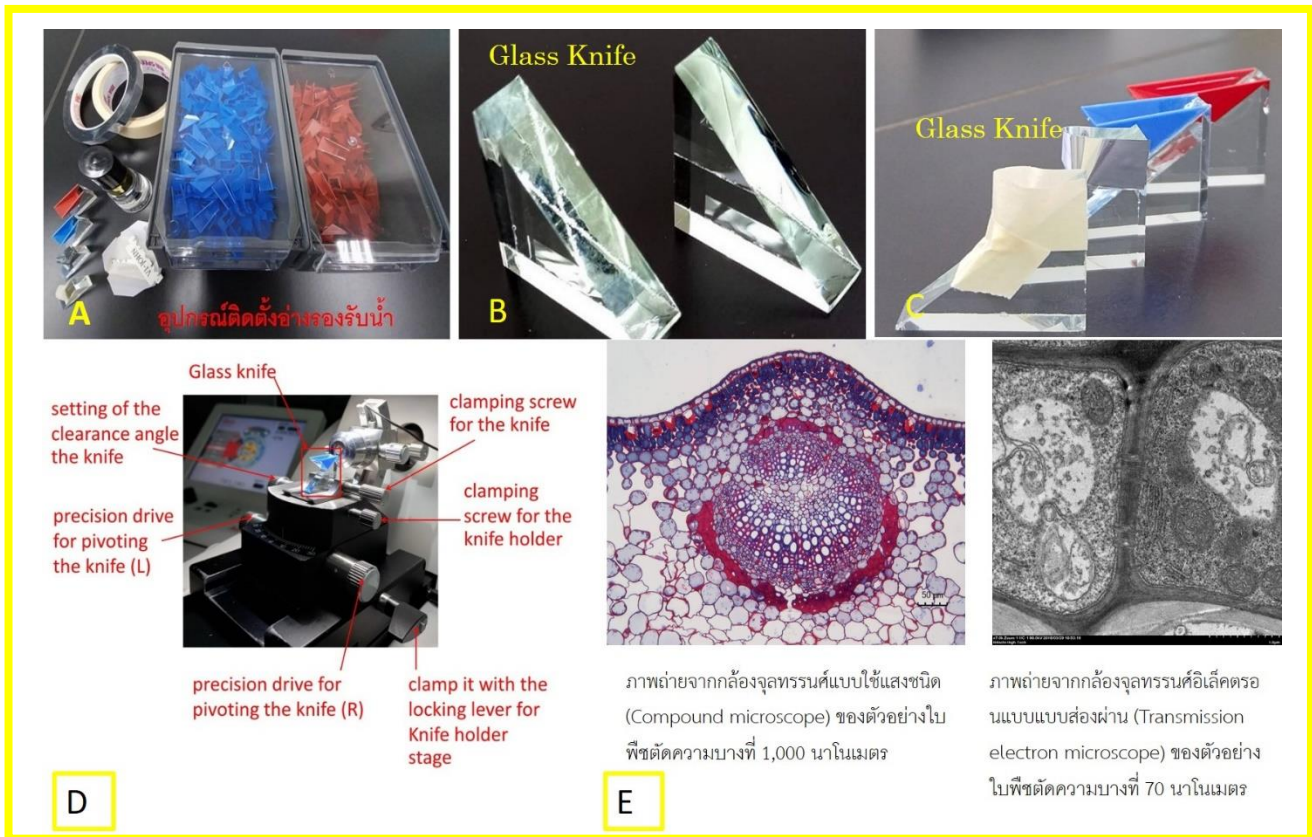 A
อุปกรณ์ติดตั้งอ่างรองรับน้ำ
Glass Knife
B
Glass Knife
C
Glass knife
setting of the
clearance angle
the knife
precision drive
for pivoting
the knife (L)
clamping screw
for the knife
clamping
screw for the
knife holder
precision drive for
pivoting the knife (R)
clamp it with the
locking lever for
Knife holder
stage
D
50 µm
ภาพถ่ายจากกล้องจุลทรรศน์แบบใช้แสงชนิด
(Compound microscope) ของตัวอย่างใบ
พืชตัดความบางที่ 1,000 นาโนเมตร
E
ภาพถ่ายจากกล้องจุลทรรศน์อิเล็คตรอ
นแบบแบบส่องผ่าน (Transmission
electron microscope) ของตัวอย่าง
ใบพืชตัดความบางที่ 70 นาโนเมตร